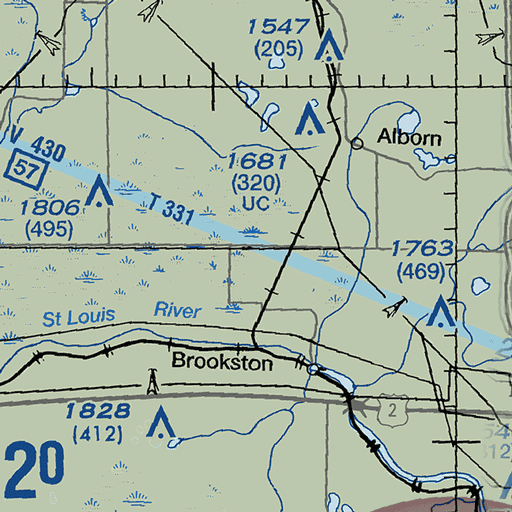 1547
(205)
V 430
57
Alborn
1681
(320)
UC
1806
(495)
T 331
1763
(469)
St Louis River
Brookston
1828
(412)
2
20